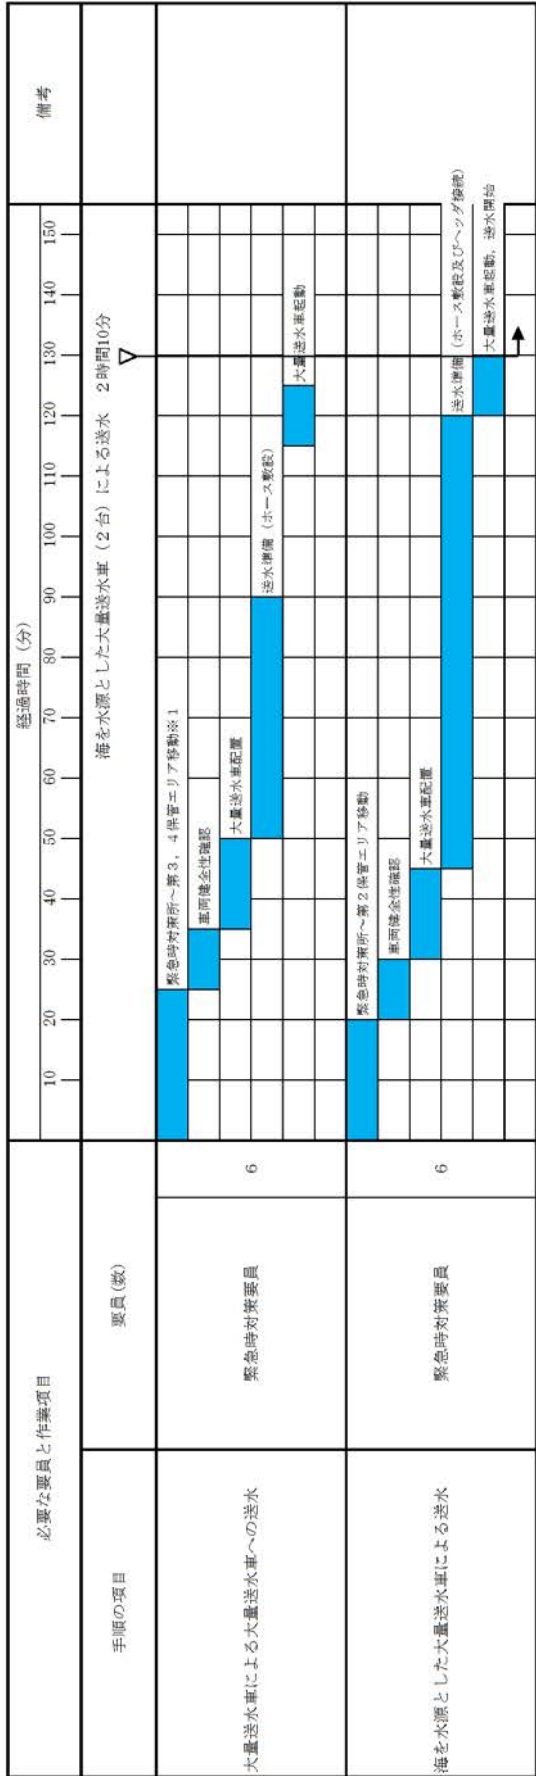 必要な要員と作業項目
経過時間（分）
備考
手順の項目
要員(数)
10 20 30 40 50 60 70 80 90 100 110 120 130 140 150
海を水源とした大量送水車（２台）による送水　２時間10分
大量送水車による大量送水車への送水
緊急時対策要員
6
緊急時対策所～第３，４保管エリア移動※１
車両健全性確認
大量送水車配置
送水準備（ホース敷設）
大量送水車起動
海を水源とした大量送水車による送水
緊急時対策要員
6
緊急時対策所～第２保管エリア移動
車両健全性確認
大量送水車配置
送水準備（ホース敷設及びヘッダ接続）
大量送水車起動，送水開始